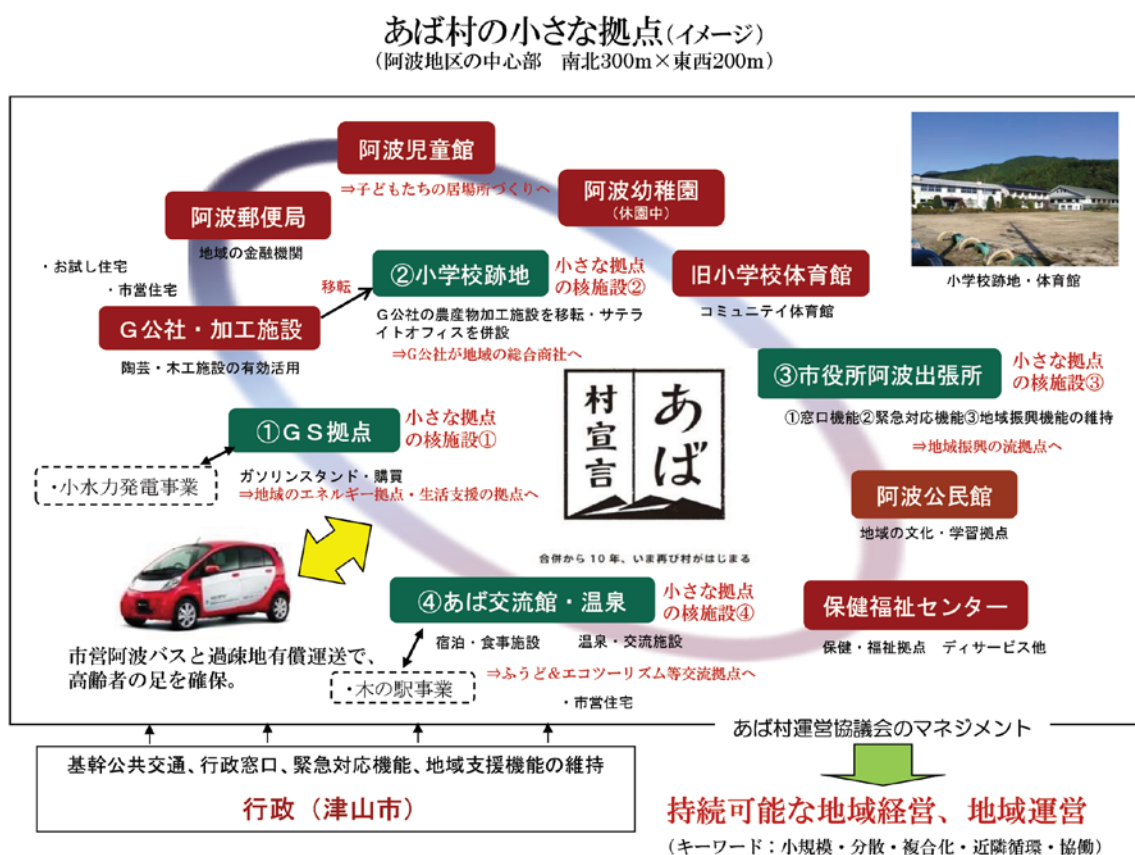 あば村の小さな拠点(イメージ)
(阿波地区の中心部　南北300m×東西200m)
阿波児童館
⇒子どもたちの居場所づくりへ
阿波幼稚園
(休園中)
阿波郵便局
地域の金融機関
・お試し住宅
・市営住宅
移転
②小学校跡地
小さな拠点
の核施設②
G公社の農産物加工施設を移転・サテラ
イトオフィスを併設
⇒G公社が地域の総合商社へ
旧小学校体育館
コミュニテイ体育館
小学校跡地・体育館
G公社・加工施設
陶芸・木工施設の有効活用
③市役所阿波出張所
小さな拠点
の核施設③
①窓口機能②緊急対応機能③地域振興機能の維持
⇒地域振興の流拠点へ
①GS拠点
小さな拠点
の核施設①
ガソリンスタンド・購買
⇒地域のエネルギー拠点・生活支援の拠点へ
・小水力発電事業
あば
村宣言
合併から10年、いま再び村がはじまる
阿波公民館
地域の文化・学習拠点
④あば交流館・温泉
小さな拠点
の核施設④
宿泊・食事施設　温泉・交流施設
⇒ふうど&エコツーリズム等交流拠点へ
・市営住宅
・木の駅事業
保健福祉センター
保健・福祉拠点　ディサービス他
市営阿波バスと過疎地有償運送で、
高齢者の足を確保。
基幹公共交通、行政窓口、緊急対応機能、地域支援機能の維持
行政（津山市）
あば村運営協議会のマネジメント
持続可能な地域経営、地域運営
(キーワード：小規模・分散・複合化・近隣循環・協働)